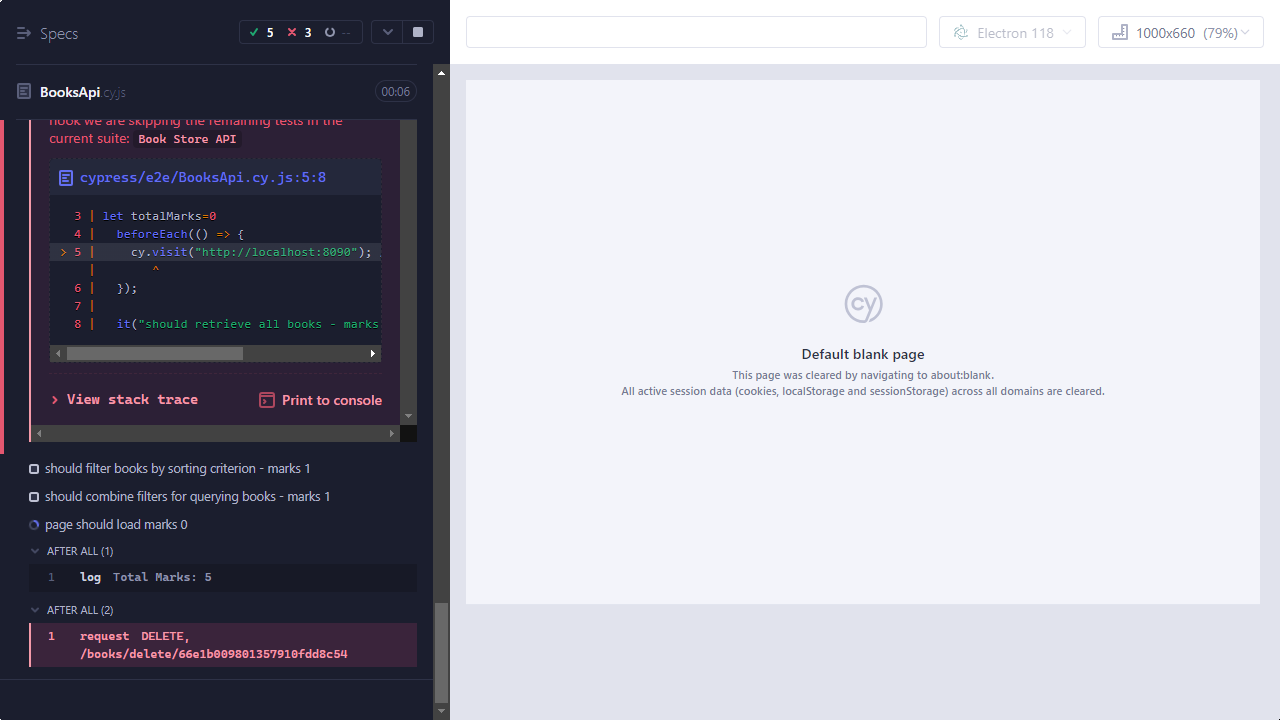 Specs
5
3
--
BooksApi.cy.js
00:06
hook we are skipping the remaining tests in the
current suite: Book Store API
cypress/e2e/BooksApi.cy.js:5:8
3 | let totalMarks=0
4 |   beforeEach(() => {
> 5 |     cy.visit("http://localhost:8090");
|        ^
6 |   });
7 |
8 |   it("should retrieve all books - marks
View stack trace
Print to console
should filter books by sorting criterion - marks 1
should combine filters for querying books - marks 1
page should load marks 0
AFTER ALL (1)
1 log Total Marks: 5
AFTER ALL (2)
1 request DELETE,
/books/delete/66e1b009801357910fdd8c54
Electron 118
1000x660 (79%)
cy
Default blank page
This page was cleared by navigating to about:blank.
All active session data (cookies, localStorage and sessionStorage) across all domains are cleared.